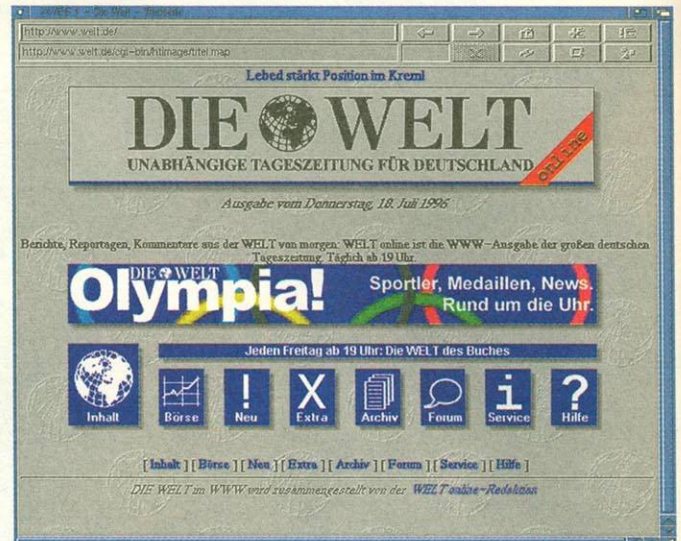 http://www.welt.de/
http://www.welt.de/cgi-bin/htimage/titel.map
Lebed stärkt Position im Kreml
DIE WELT
UNABHÄNGIGE TAGESZEITUNG FÜR DEUTSCHLAND
online
Ausgabe vom Donnerstag, 18. Juli 1996
Berichte, Reportagen, Kommentare aus der WELT von morgen: WELT online ist die WWW-Ausgabe der großen deutschen
Tageszeitung. Täglich ab 19 Uhr.
DIE WELT
Olympia!
Sportler, Medaillen, News.
Rund um die Uhr.
Jeden Freitag ab 19 Uhr: Die WELT des Buches
Inhalt
Börse
!
Neu
X
Extra
Archiv
Forum
i
Service
?
Hilfe
[ Inhalt ] [ Börse ] [ Neu ] [ Extra ] [ Archiv ] [ Forum ] [ Service ] [ Hilfe ]
DIE WELT im WWW wird zusammengestellt von der WELT online-Redaktion